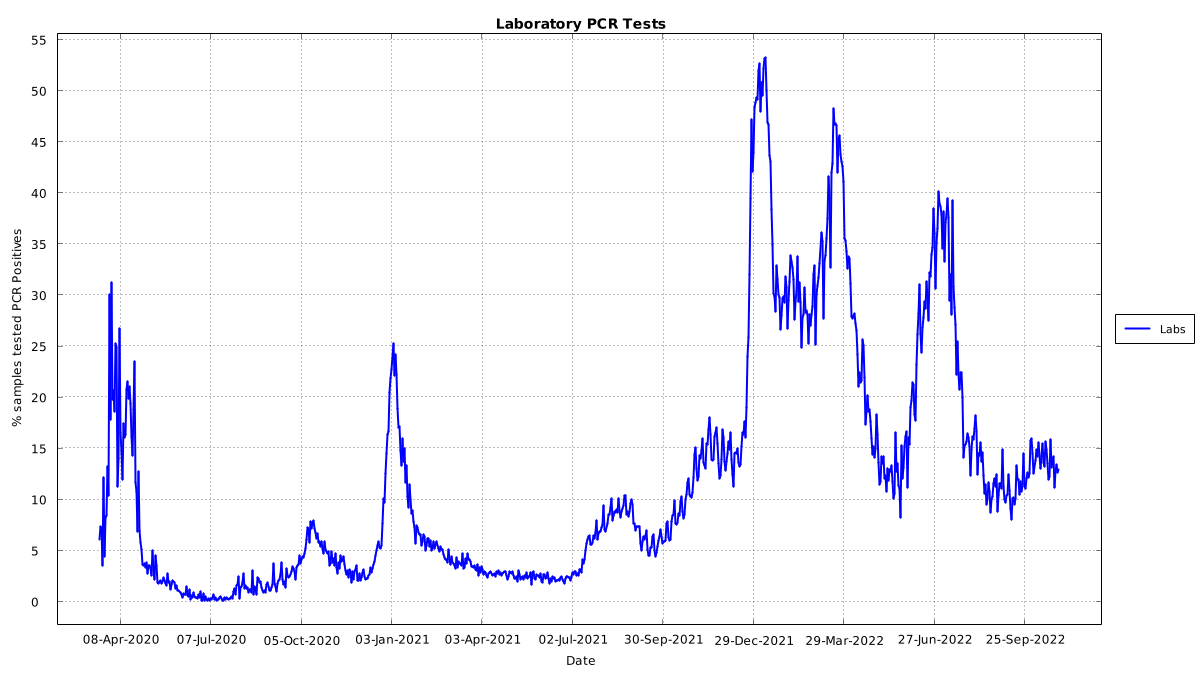 Laboratory PCR Tests
% samples tested PCR Positives
55
50
45
40
35
30
25
20
15
10
5
0
08-Apr-2020 07-Jul-2020 05-Oct-2020 03-Jan-2021 03-Apr-2021 02-Jul-2021 30-Sep-2021 29-Dec-2021 29-Mar-2022 27-Jun-2022 25-Sep-2022
Date
Labs